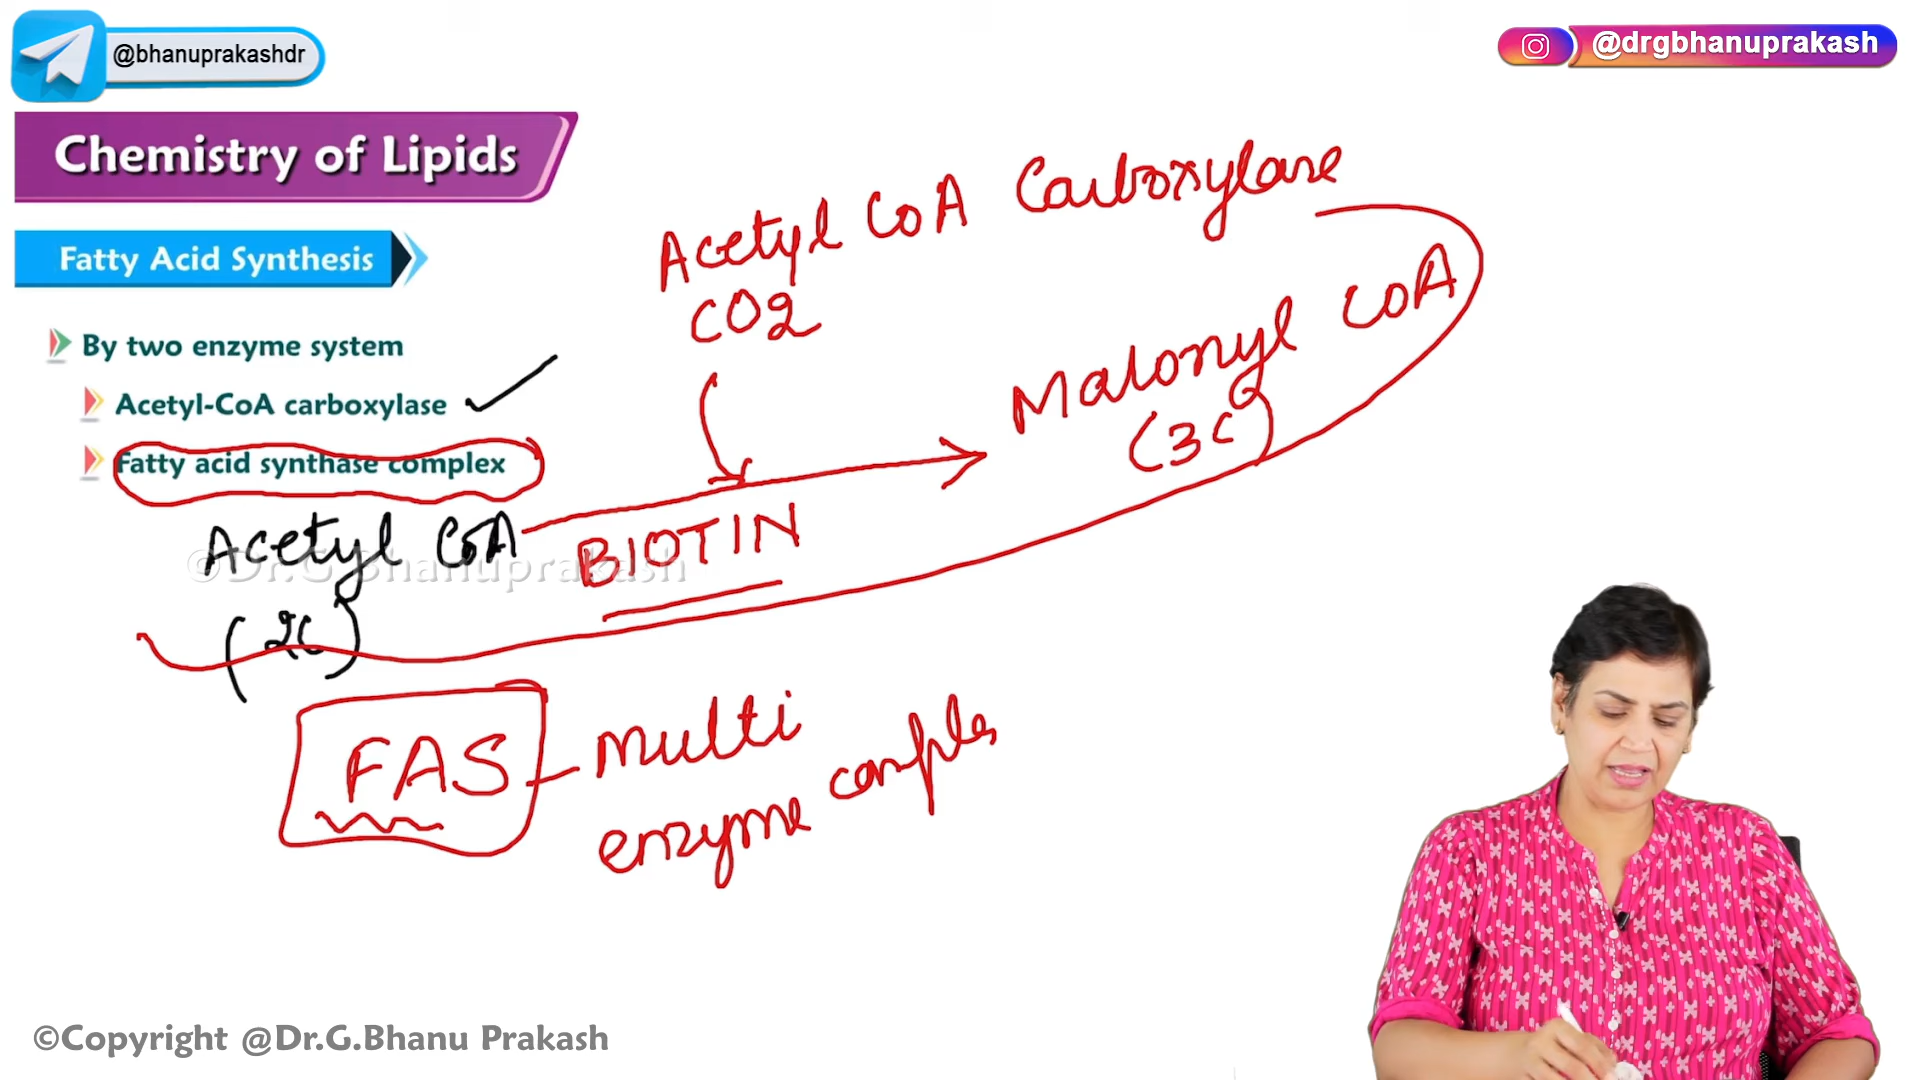 @bhanuprakashdr
@drgbhanuprakash
Chemistry of Lipids
Fatty Acid Synthesis
By two enzyme system
Acetyl-CoA carboxylase
Fatty acid synthase complex
Acetyl CoA Carboxylase
CO2
Malonyl CoA
(3C)
Acetyl CoA
BIOTIN
©Dr.G.Bhanuprakash
(2C)
FAS
Multi
enzyme complex
©Copyright @Dr.G.Bhanu Prakash